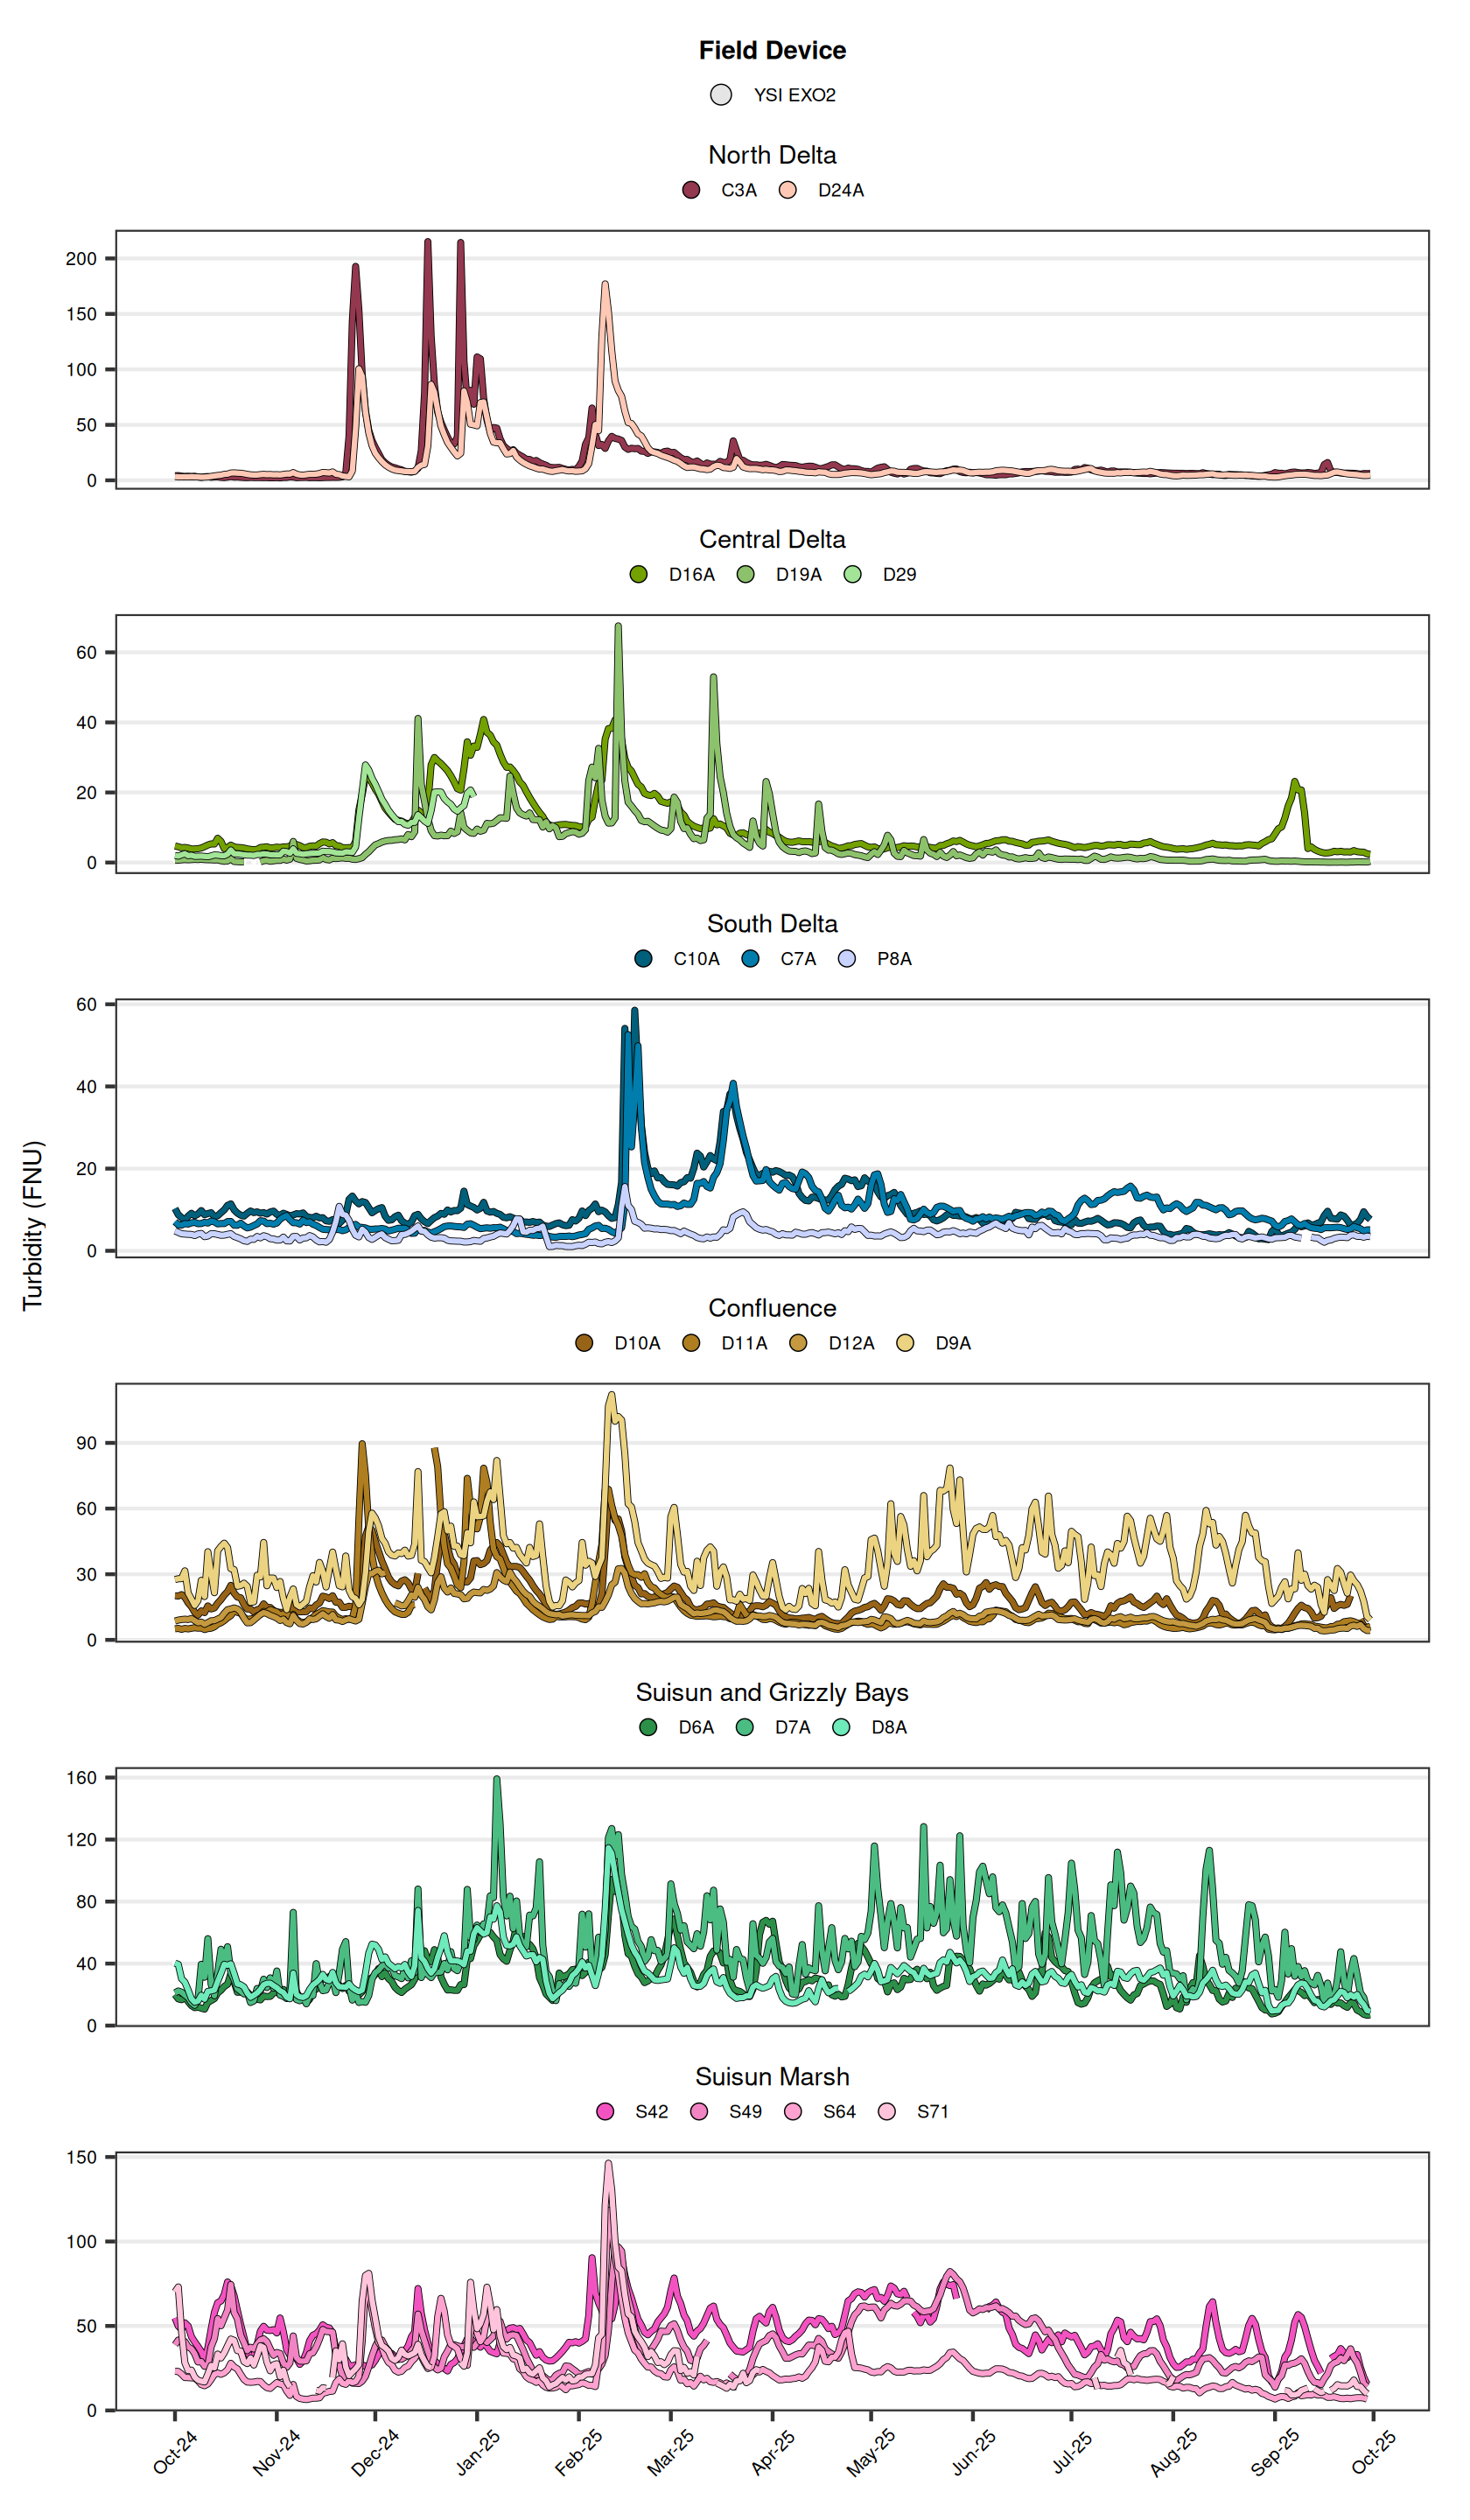 Field Device
YSI EXO2
North Delta
C3A D24A
200
150
100
50
0
Central Delta
D16A D19A D29
60
40
20
0
South Delta
C10A C7A P8A
60
40
20
0
Turbidity (FNU)
Confluence
D10A D11A D12A D9A
90
60
30
0
Suisun and Grizzly Bays
D6A D7A D8A
160
120
80
40
0
Suisun Marsh
S42 S49 S64 S71
150
100
50
0
Oct-24 Nov-24 Dec-24 Jan-25 Feb-25 Mar-25 Apr-25 May-25 Jun-25 Jul-25 Aug-25 Sep-25 Oct-25